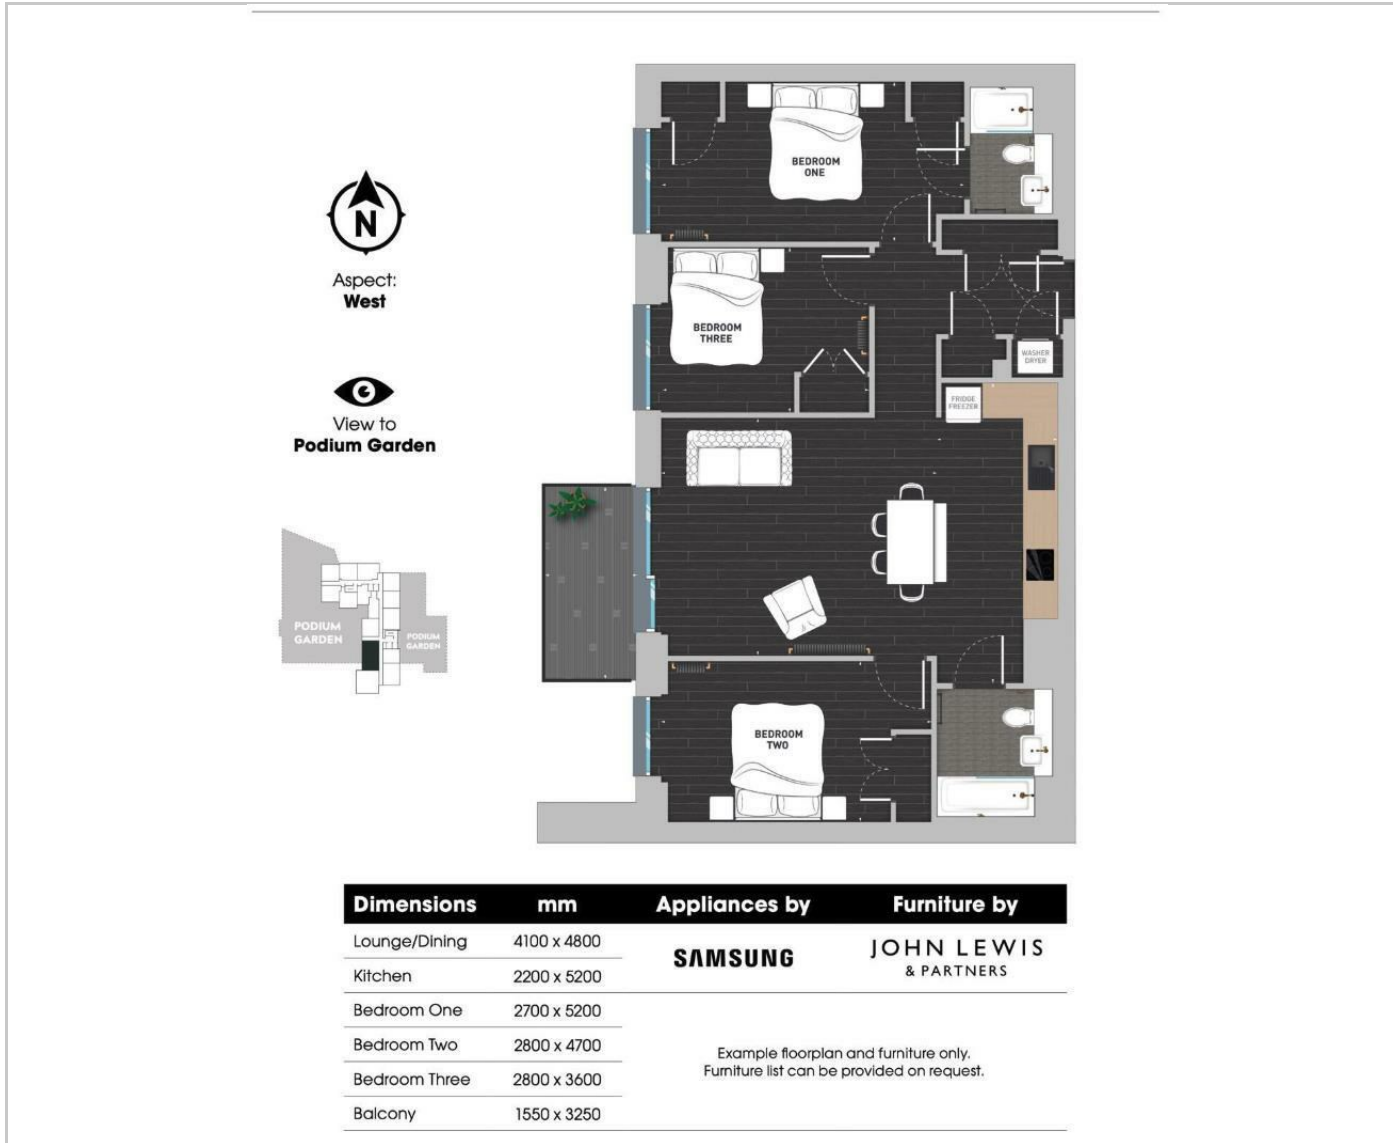 BEDROOM
ONE
N
Aspect:
West
BEDROOM
THREE
WASHER
DRYER
FRIDGE
FREEZER
View to
Podium Garden
PODIUM
GARDEN
PODIUM
GARDEN
BEDROOM
TWO
Dimensions mm Appliances by Furniture by
Lounge/Dining 4100 x 4800
SAMSUNG
JOHN LEWIS
& PARTNERS
Kitchen 2200 x 5200
Bedroom One 2700 x 5200
Bedroom Two 2800 x 4700
Bedroom Three 2800 x 3600
Balcony 1550 x 3250
Example floorplan and furniture only.
Furniture list can be provided on request.